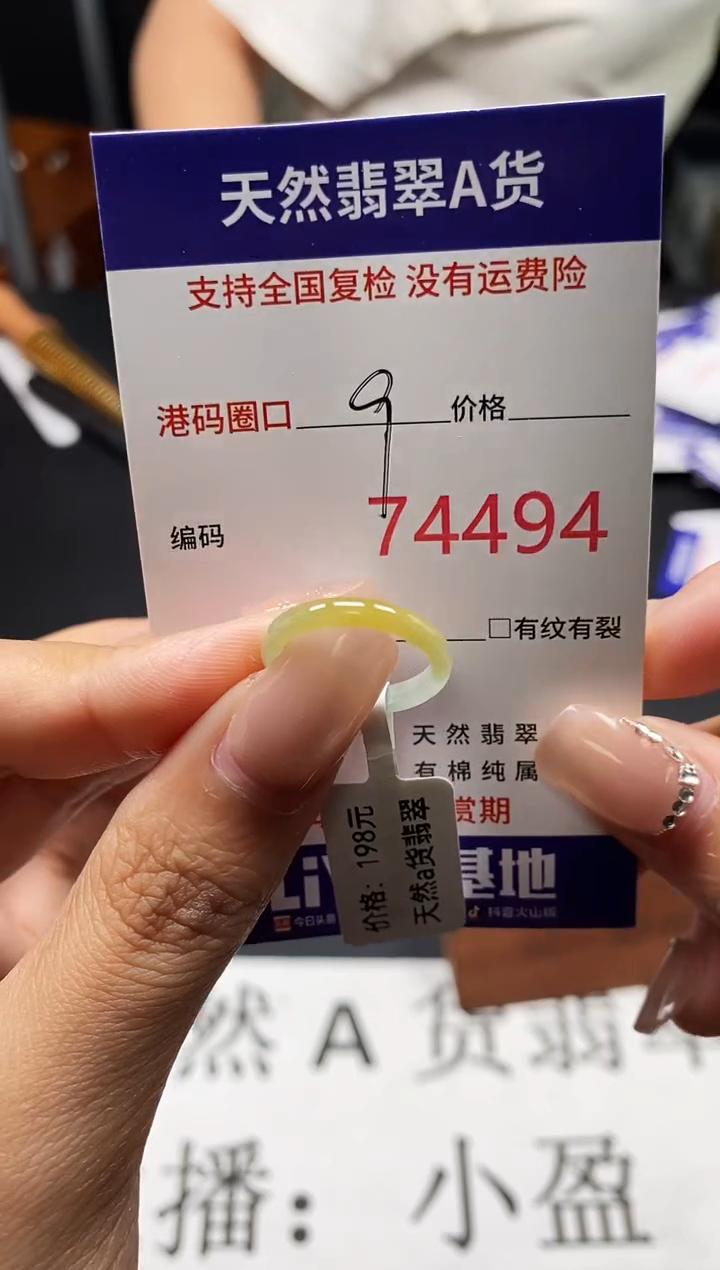 天然翡翠A货
支持全国复检 没有运费险
港码圈口 9 价格
编码 74494
□有纹有裂
天然翡翠
有棉纯属
赏期
价格：198元
天然a货翡翠
基地
今日头条 抖音火山版
然A货翡翠
播：小盈